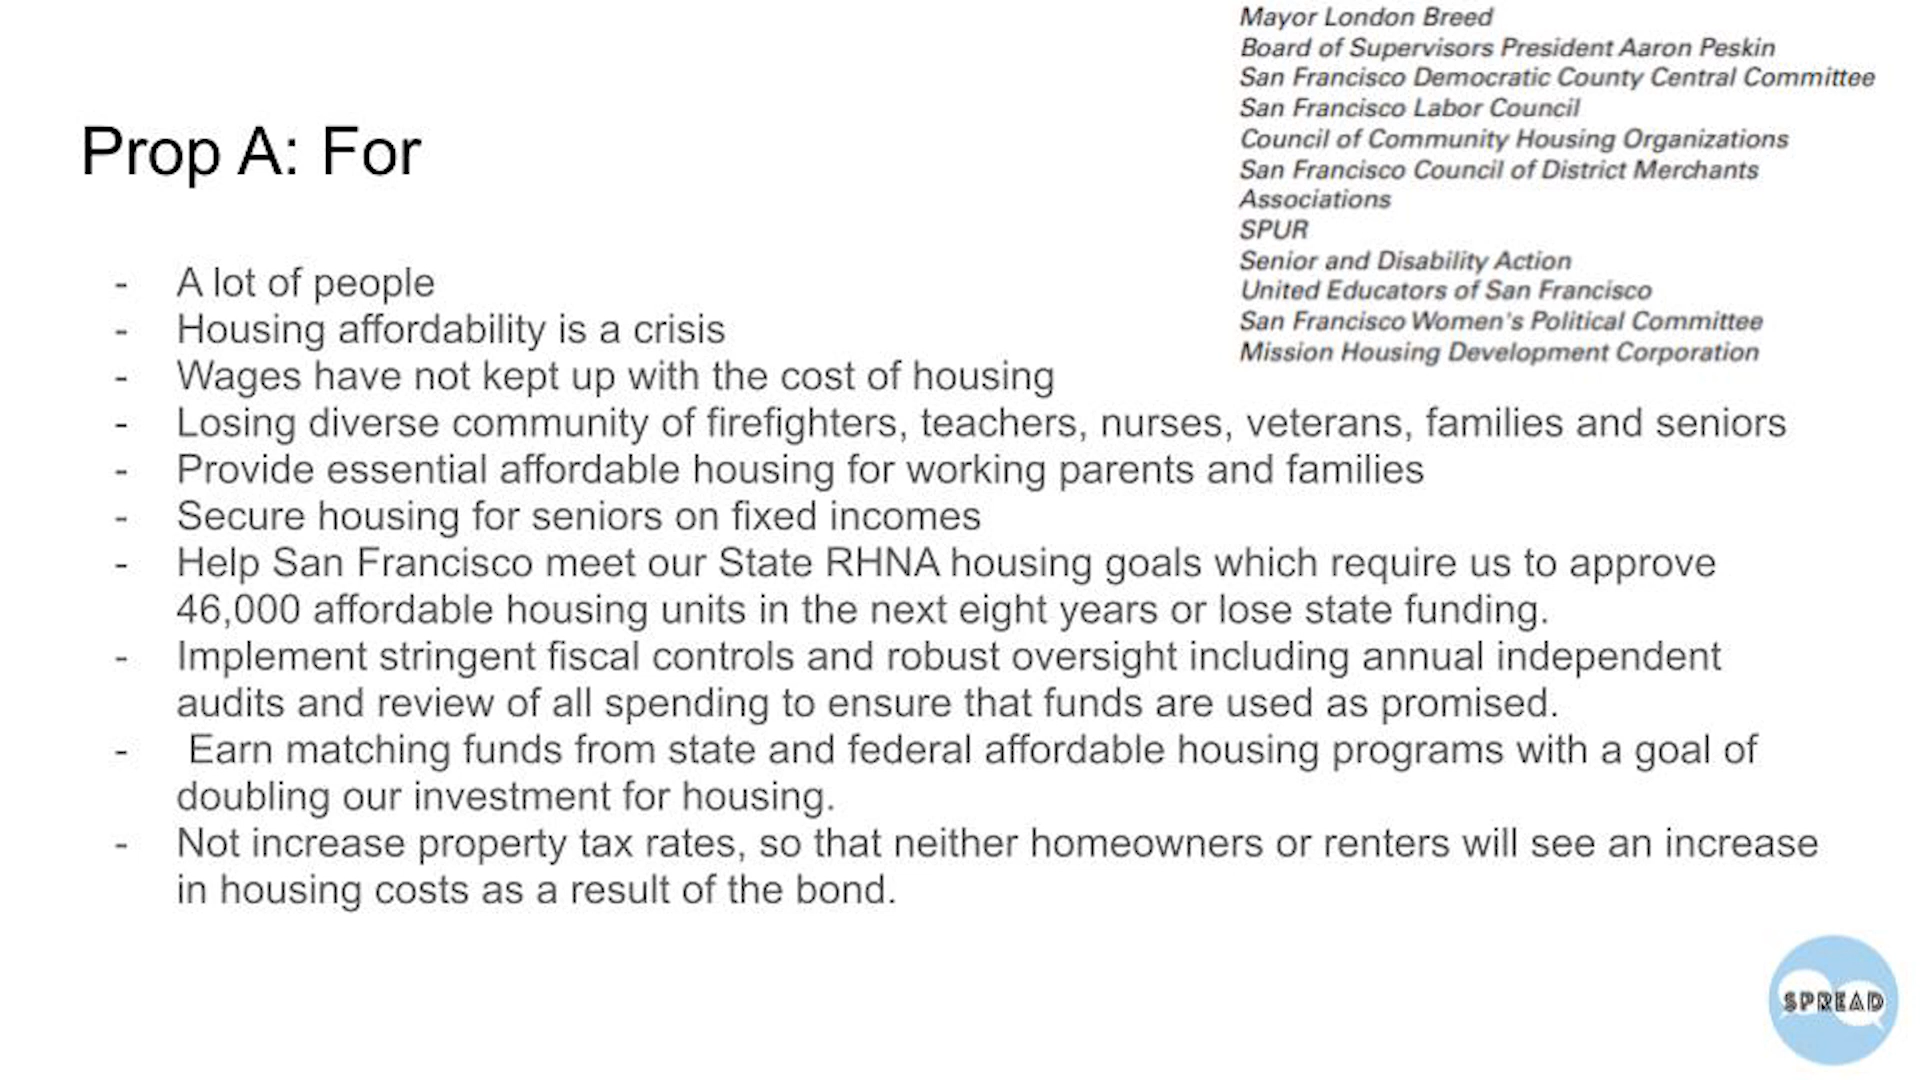 Mayor London Breed
Board of Supervisors President Aaron Peskin
San Francisco Democratic County Central Committee
San Francisco Labor Council
Council of Community Housing Organizations
San Francisco Council of District Merchants
Associations
SPUR
Senior and Disability Action
United Educators of San Francisco
San Francisco Women's Political Committee
Mission Housing Development Corporation
Prop A: For
- A lot of people
- Housing affordability is a crisis
- Wages have not kept up with the cost of housing
- Losing diverse community of firefighters, teachers, nurses, veterans, families and seniors
- Provide essential affordable housing for working parents and families
- Secure housing for seniors on fixed incomes
- Help San Francisco meet our State RHNA housing goals which require us to approve
46,000 affordable housing units in the next eight years or lose state funding.
- Implement stringent fiscal controls and robust oversight including annual independent
audits and review of all spending to ensure that funds are used as promised.
- Earn matching funds from state and federal affordable housing programs with a goal of
doubling our investment for housing.
- Not increase property tax rates, so that neither homeowners or renters will see an increase
in housing costs as a result of the bond.
SPREAD